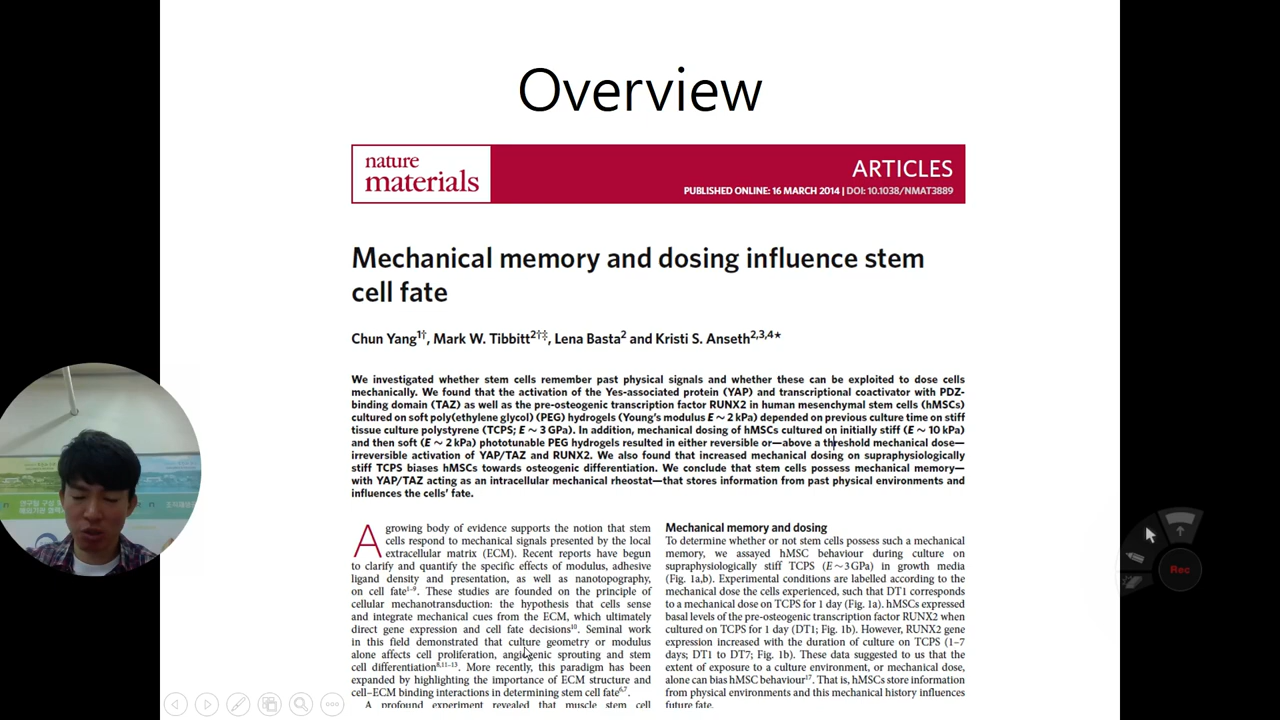 Overview
nature
materials
ARTICLES
PUBLISHED ONLINE: 16 MARCH 2014 | DOI: 10.1038/NMAT3889
Mechanical memory and dosing influence stem
cell fate
Chun Yang1†, Mark W. Tibbitt2†‡, Lena Basta2 and Kristi S. Anseth2,3,4*
We investigated whether stem cells remember past physical signals and whether these can be exploited to dose cells
mechanically. We found that the activation of the Yes-associated protein (YAP) and transcriptional coactivator with PDZ-
binding domain (TAZ) as well as the pre-osteogenic transcription factor RUNX2 in human mesenchymal stem cells (hMSCs)
cultured on soft poly(ethylene glycol) (PEG) hydrogels (Young's modulus E ~ 2 kPa) depended on previous culture time on stiff
tissue culture polystyrene (TCPS; E ~ 3 GPa). In addition, mechanical dosing of hMSCs cultured on initially stiff (E ~ 10 kPa)
and then soft (E ~ 2 kPa) phototunable PEG hydrogels resulted in either reversible or—above a threshold mechanical dose—
irreversible activation of YAP/TAZ and RUNX2. We also found that increased mechanical dosing on supraphysiologically
stiff TCPS biases hMSCs towards osteogenic differentiation. We conclude that stem cells possess mechanical memory—
with YAP/TAZ acting as an intracellular mechanical rheostat—that stores information from past physical environments and
influences the cells' fate.
A growing body of evidence supports the notion that stem
cells respond to mechanical signals presented by the local
extracellular matrix (ECM). Recent reports have begun
to clarify and quantify the specific effects of modulus, adhesive
ligand density and presentation, as well as nanotopography,
on cell fate1–9. These studies are founded on the principle of
cellular mechanotransduction: the hypothesis that cells sense
and integrate mechanical cues from the ECM, which ultimately
direct gene expression and cell fate decisions10. Seminal work
in this field demonstrated that culture geometry or modulus
alone affects cell proliferation, angiogenic sprouting and stem
cell differentiation8,11–13. More recently, this paradigm has been
expanded by highlighting the importance of ECM structure and
cell–ECM binding interactions in determining stem cell fate6,7.
A profound experiment revealed that muscle stem cell
Mechanical memory and dosing
To determine whether or not stem cells possess such a mechanical
memory, we assayed hMSC behaviour during culture on
supraphysiologically stiff TCPS (E~3 GPa) in growth media
(Fig. 1a,b). Experimental conditions are labelled according to the
mechanical dose the cells experienced, such that DT1 corresponds
to a mechanical dose on TCPS for 1 day (Fig. 1a). hMSCs expressed
basal levels of the pre-osteogenic transcription factor RUNX2 when
cultured on TCPS for 1 day (DT1; Fig. 1b). However, RUNX2 gene
expression increased with the duration of culture on TCPS (1–7
days; DT1 to DT7; Fig. 1b). These data suggested to us that the
extent of exposure to a culture environment, or mechanical dose,
alone can bias hMSC behaviour17. That is, hMSCs store information
from physical environments and this mechanical history influences
future fate.
Rec